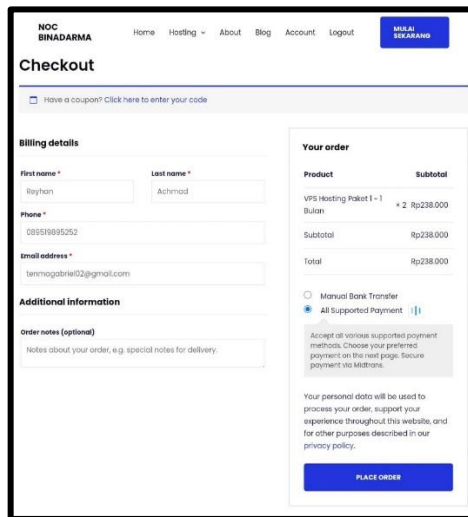 NOC
BINADARMA
Home Hosting About Blog Account Logout
MULAI
SEKARANG
Checkout
Have a coupon? Click here to enter your code
Billing details
First name *
Last name *
Reyhan
Achmad
Phone *
089519895252
Email address *
tenmagabriel02@gmail.com
Additional information
Order notes (optional)
Notes about your order, e.g. special notes for delivery.
Your order
Product Subtotal
VPS Hosting Paket 1 - 1 × 2 Rp238.000
Bulan
Subtotal Rp238.000
Total Rp238.000
Manual Bank Transfer
All Supported Payment
Accept all various supported payment
methods. Choose your preferred
payment on the next page. Secure
payment via Midtrans.
Your personal data will be used to
process your order, support your
experience throughout this website, and
for other purposes described in our
privacy policy.
PLACE ORDER